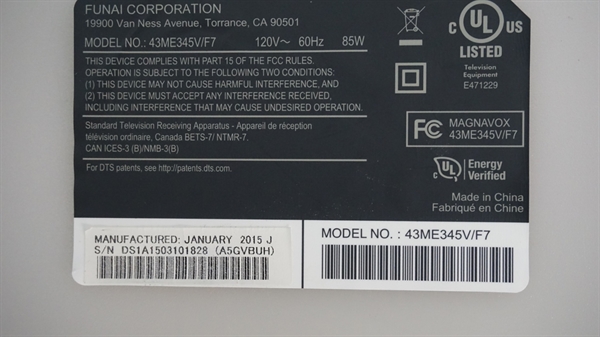 FUNAI CORPORATION
19900 Van Ness Avenue, Torrance, CA 90501
MODEL NO.: 43ME345V/F7 120V~ 60Hz 85W
THIS DEVICE COMPLIES WITH PART 15 OF THE FCC RULES.
OPERATION IS SUBJECT TO THE FOLLOWING TWO CONDITIONS:
(1) THIS DEVICE MAY NOT CAUSE HARMFUL INTERFERENCE, AND
(2) THIS DEVICE MUST ACCEPT ANY INTERFERENCE RECEIVED,
INCLUDING INTERFERENCE THAT MAY CAUSE UNDESIRED OPERATION.
Standard Television Receiving Apparatus - Appareil de réception
télévision ordinaire, Canada BETS-7/ NTMR-7.
CAN ICES-3 (B)/NMB-3(B)
For DTS patents, see http://patents.dts.com.
C UL US
LISTED
Television
Equipment
E471229
FC MAGNAVOX
43ME345V/F7
UL Energy
Verified
Made in China
Fabriqué en Chine
MANUFACTURED: JANUARY 2015 J
S/N DS1A1503101828 (A5GVBUH)
MODEL NO. : 43ME345V/F7